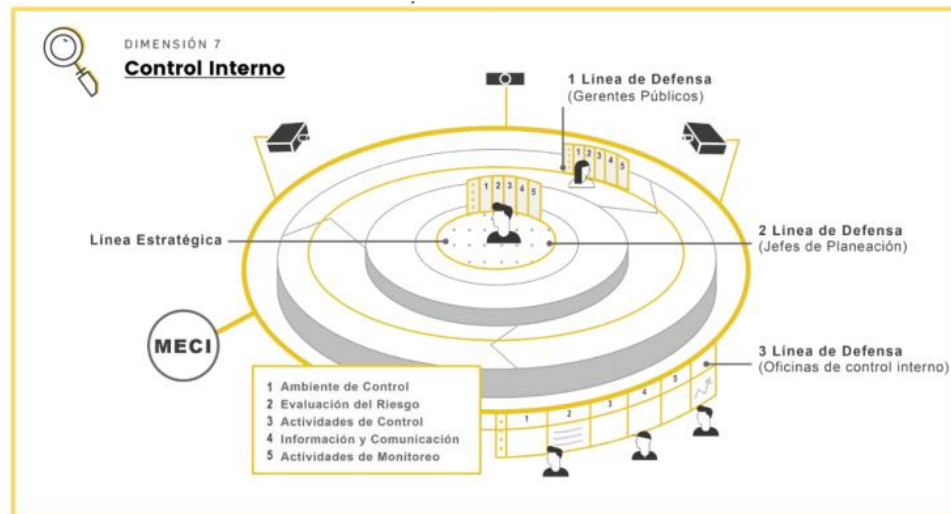 DIMENSIÓN 7
Control Interno
1 Línea de Defensa
(Gerentes Públicos)
1 2 3 4 5
1 2 3 4 5
Línea Estratégica
2 Línea de Defensa
(Jefes de Planeación)
MECI
3 Línea de Defensa
(Oficinas de control interno)
1 Ambiente de Control
2 Evaluación del Riesgo
3 Actividades de Control
4 Información y Comunicación
5 Actividades de Monitoreo
1 2 3 4 3